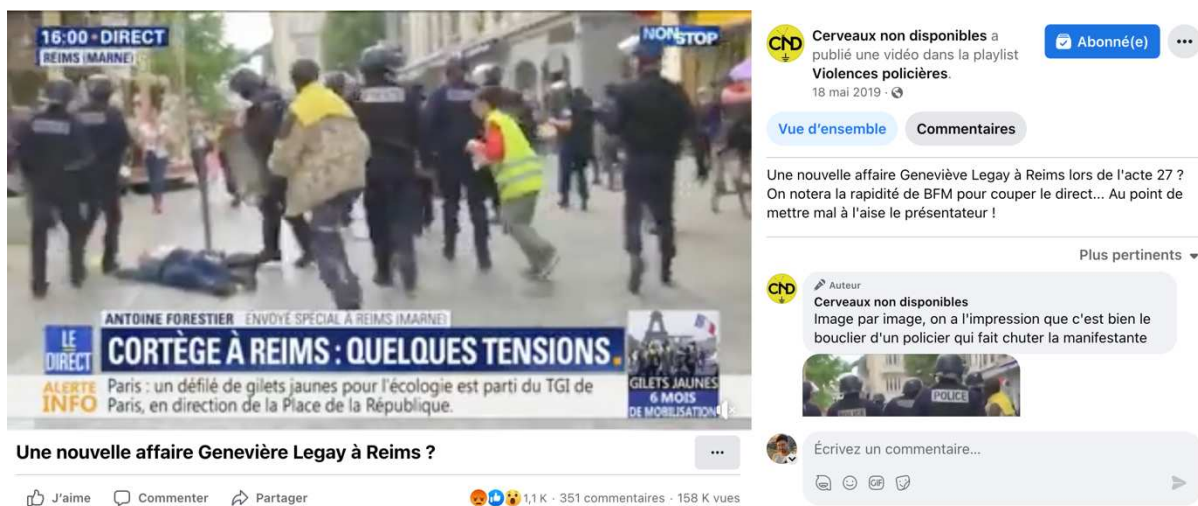 16:00 • DIRECT
REIMS (MARNE)
NON STOP
POLICE
ANTOINE FORESTIER ENVOYÉ SPÉCIAL À REIMS (MARNE)
LE DIRECT
CORTÈGE À REIMS : QUELQUES TENSIONS.
ALERTE INFO
Paris : un défilé de gilets jaunes pour l'écologie est parti du TGI de
Paris, en direction de la Place de la République.
GILETS JAUNES
6 MOIS
DE MOBILISATION
Une nouvelle affaire Genevière Legay à Reims ?
...
J'aime Commenter Partager
1,1 K · 351 commentaires · 158 K vues
CND
Cerveaux non disponibles a
publié une vidéo dans la playlist
Violences policières.
18 mai 2019 ·
Abonné(e)
...
Vue d'ensemble Commentaires
Une nouvelle affaire Geneviève Legay à Reims lors de l'acte 27 ?
On notera la rapidité de BFM pour couper le direct... Au point de
mettre mal à l'aise le présentateur !
Plus pertinents
CND
Auteur
Cerveaux non disponibles
Image par image, on a l'impression que c'est bien le
bouclier d'un policier qui fait chuter la manifestante
POLICE
Écrivez un commentaire...
GIF